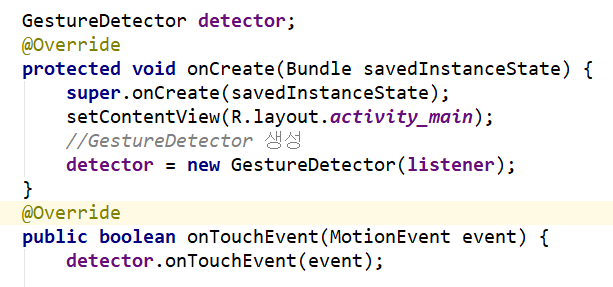 GestureDetector detector;
@Override
protected void onCreate(Bundle savedInstanceState) {
    super.onCreate(savedInstanceState);
    setContentView(R.layout.activity_main);
    //GestureDetector 생성
    detector = new GestureDetector(listener);
}
@Override
public boolean onTouchEvent(MotionEvent event) {
    detector.onTouchEvent(event);